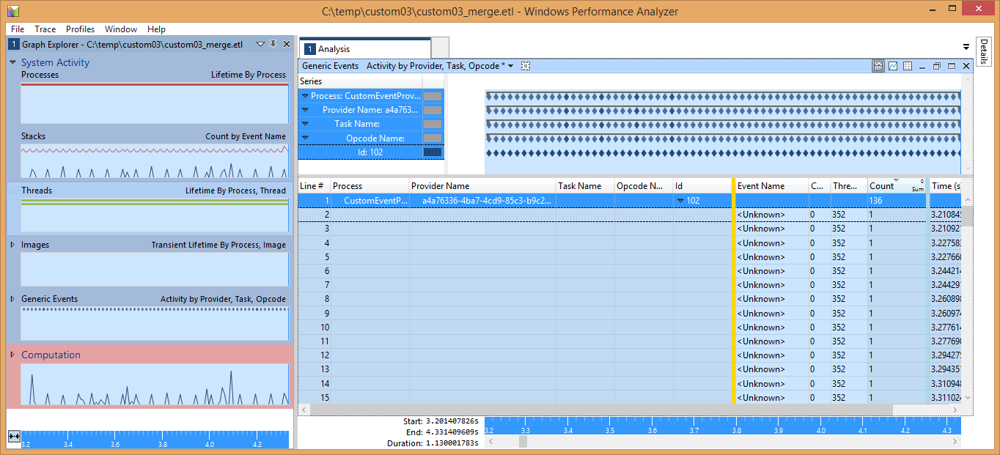 C:\temp\custom03\custom03_merge.etl - Windows Performance Analyzer
File Trace Profiles Window Help
1 Graph Explorer - C:\temp\custom03\custom03_merge.etl
System Activity
Processes Lifetime By Process
Stacks Count by Event Name
Threads Lifetime By Process, Thread
Images Transient Lifetime By Process, Image
Generic Events Activity by Provider, Task, Opcode
Computation
3.2 3.4 3.6 3.8 4.0 4.2
1 Analysis
Details
Generic Events Activity by Provider, Task, Opcode *
Series
Process: CustomEventProv...
Provider Name: a4a763...
Task Name:
Opcode Name:
Id: 102
Line # Process Provider Name Task Name Opcode N... Id Event Name C... Thre... Count 0 Sum Time (s
1 CustomEventP... a4a76336-4ba7-4cd9-85c3-b9c2... 102 136
2 <Unknown> 0 352 1 3.210845
3 <Unknown> 0 352 1 3.210921
4 <Unknown> 0 352 1 3.227583
5 <Unknown> 0 352 1 3.227660
6 <Unknown> 0 352 1 3.244214
7 <Unknown> 0 352 1 3.244291
8 <Unknown> 0 352 1 3.260898
9 <Unknown> 0 352 1 3.260974
10 <Unknown> 0 352 1 3.277614
11 <Unknown> 0 352 1 3.277690
12 <Unknown> 0 352 1 3.294275
13 <Unknown> 0 352 1 3.294351
14 <Unknown> 0 352 1 3.310948
15 <Unknown> 0 352 1 3.311024
Start: 3.201407826s
End: 4.331409609s
Duration: 1.130001783s
3.2 3.3 3.4 3.5 3.6 3.7 3.8 3.9 4.0 4.1 4.2 4.3